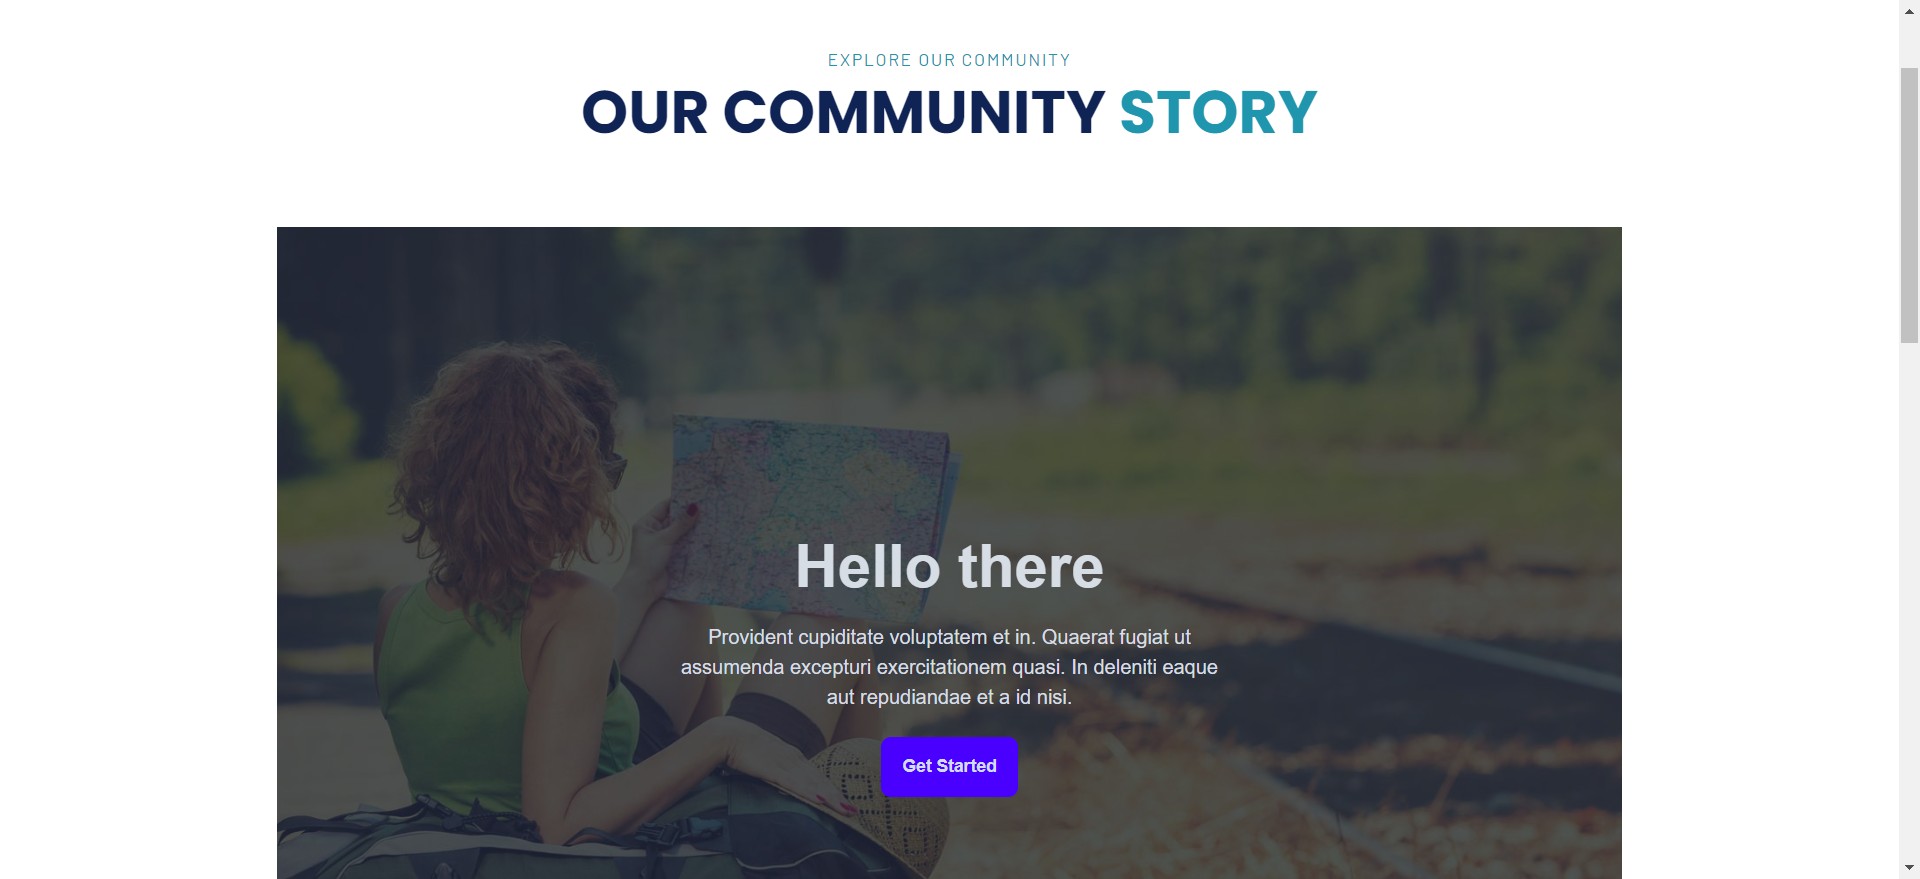 EXPLORE OUR COMMUNITY
OUR COMMUNITY STORY
Hello there
Provident cupiditate voluptatem et in. Quaerat fugiat ut
assumenda excepturi exercitationem quasi. In deleniti eaque
aut repudiandae et a id nisi.
Get Started